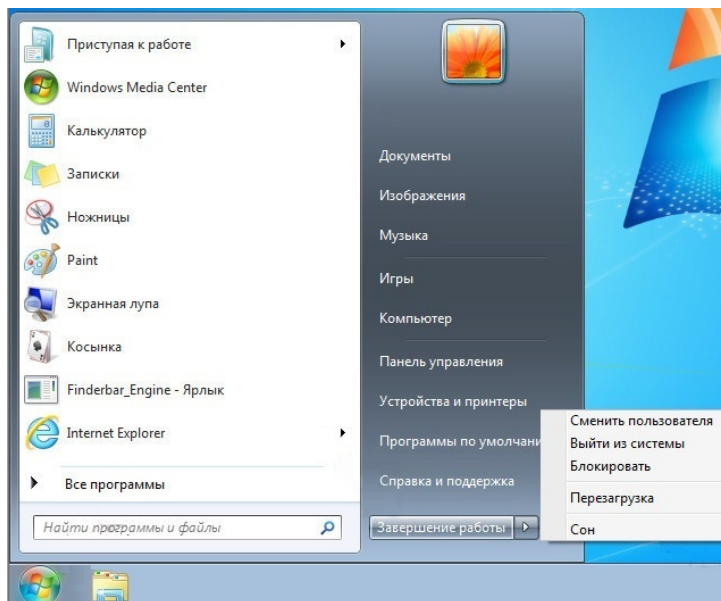 Приступая к работе
Windows Media Center
Калькулятор
Записки
Ножницы
Paint
Экранная лупа
Косынка
Finderbar_Engine - Ярлык
Internet Explorer
Все программы
Найти программы и файлы
Документы
Изображения
Музыка
Игры
Компьютер
Панель управления
Устройства и принтеры
Программы по умолчани
Справка и поддержка
Завершение работы
Сменить пользователя
Выйти из системы
Блокировать
Перезагрузка
Сон